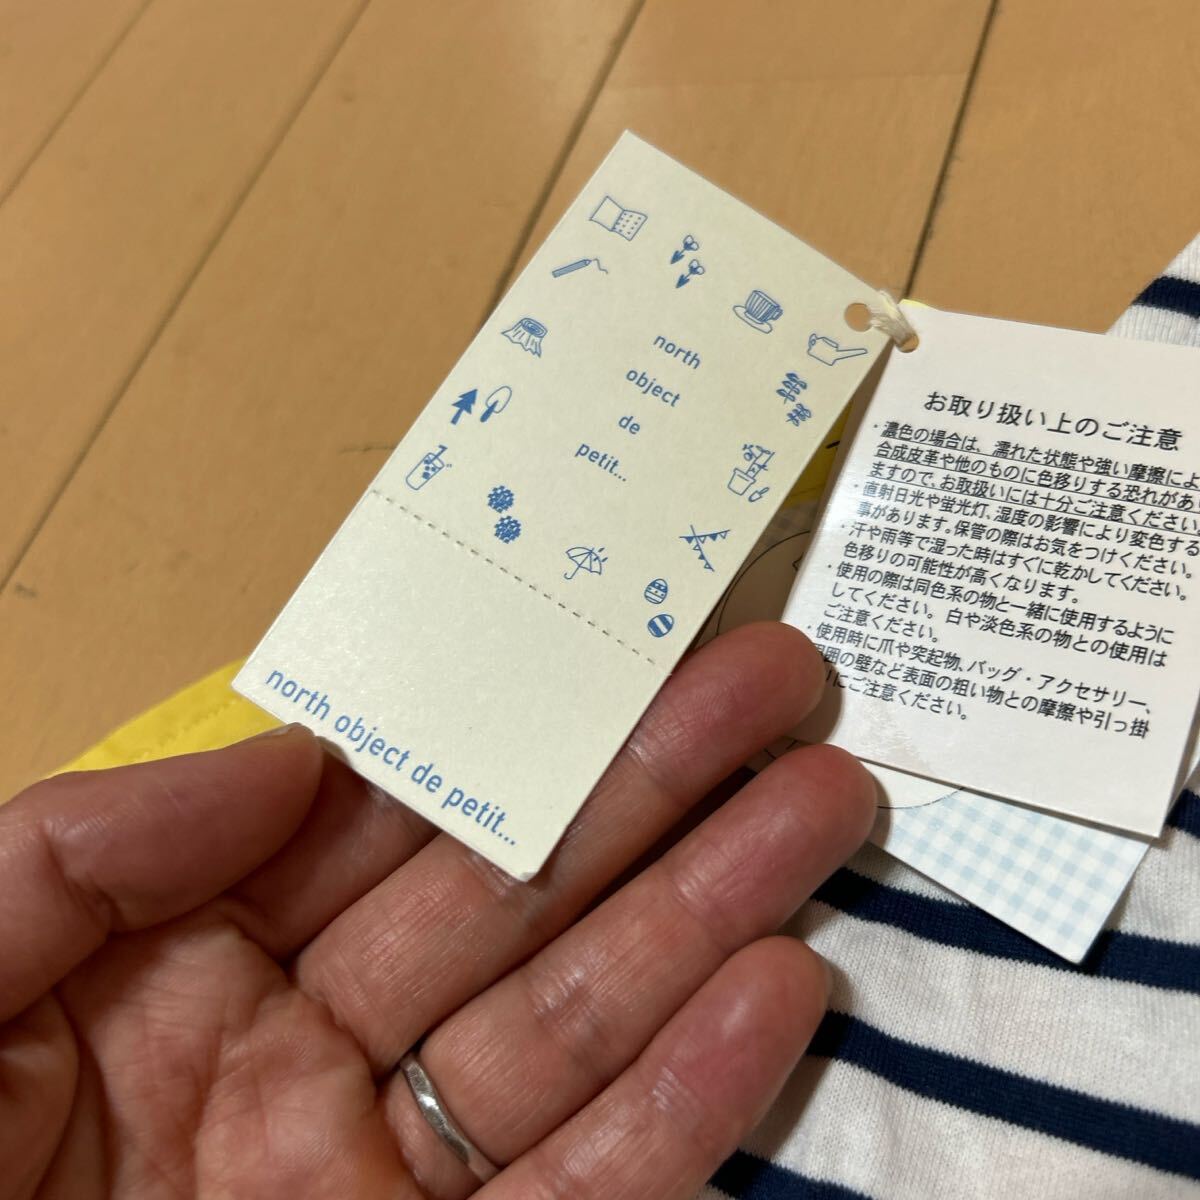 north
object
de
petit...
north object de petit...
お取り扱い上のご注意
・濃色の場合は、濡れた状態や強い摩擦によ
合成皮革や他のものに色移りする恐れがあ
ますので、お取扱いには十分ご注意ください
・直射日光や蛍光灯、湿度の影響により変色する
事があります。保管の際はお気をつけください。
・汗や雨等で湿った時はすぐに乾かしてください。
色移りの可能性が高くなります。
・使用の際は同色系の物と一緒に使用するように
してください。白や淡色系の物との使用は
ご注意ください。
・使用時に爪や突起物、バッグ・アクセサリー、
囲の壁など表面の粗い物との摩擦や引っ掛
にご注意ください。